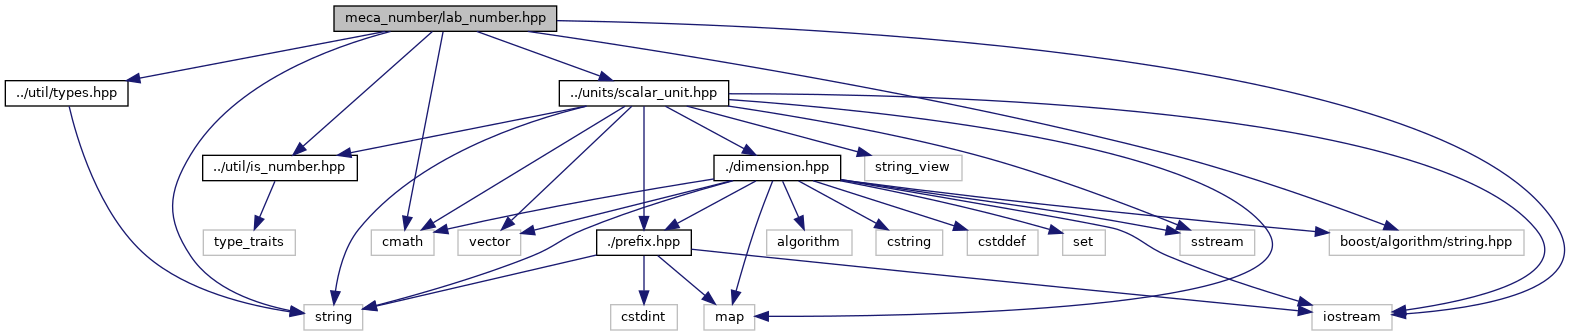 meca_number/lab_number.hpp
../util/types.hpp
../units/scalar_unit.hpp
../util/is_number.hpp
./dimension.hpp
string_view
type_traits
cmath
vector
./prefix.hpp
algorithm
cstring
cstddef
set
sstream
boost/algorithm/string.hpp
string
cstdint
map
iostream